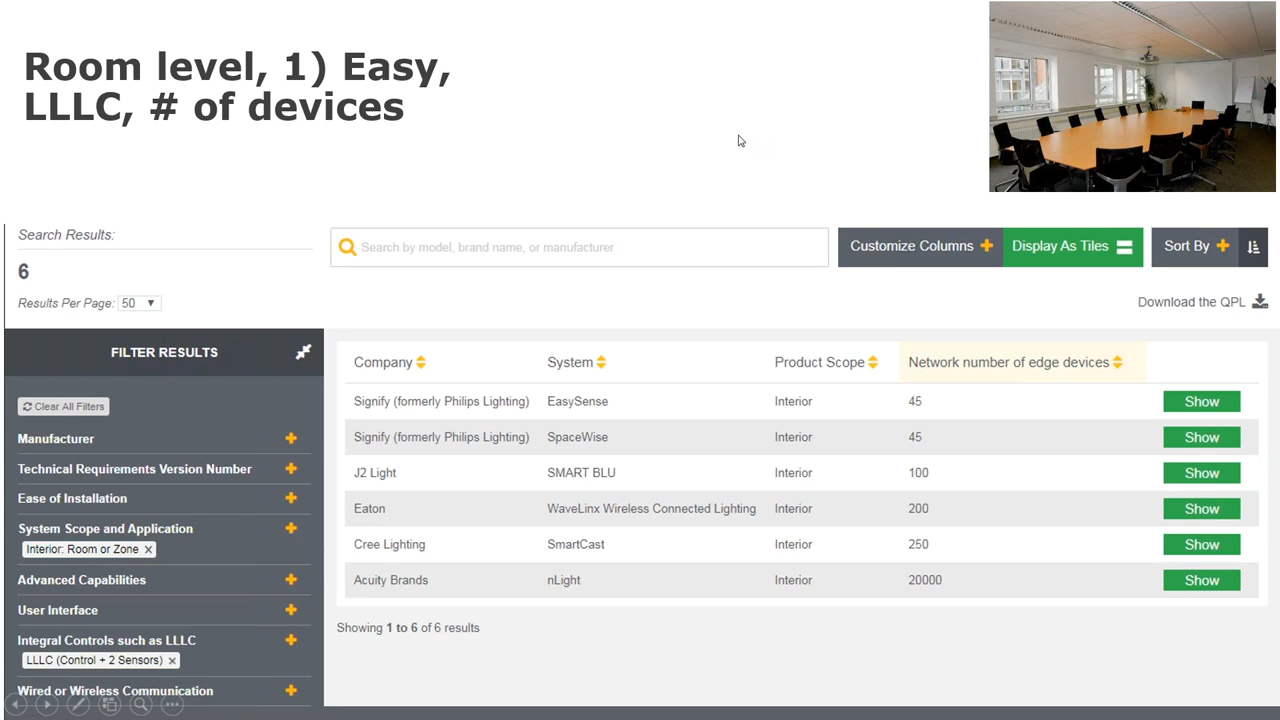 Room level, 1) Easy,
LLLC, # of devices
Search Results:
6
Results Per Page: 50
Search by model, brand name, or manufacturer
Customize Columns
Display As Tiles
Sort By
Download the QPL
FILTER RESULTS
Clear All Filters
Manufacturer
Technical Requirements Version Number
Ease of Installation
System Scope and Application
Interior: Room or Zone ×
Advanced Capabilities
User Interface
Integral Controls such as LLLC
LLLC (Control + 2 Sensors) ×
Wired or Wireless Communication
Company System Product Scope Network number of edge devices
Signify (formerly Philips Lighting) EasySense Interior 45 Show
Signify (formerly Philips Lighting) SpaceWise Interior 45 Show
J2 Light SMART BLU Interior 100 Show
Eaton WaveLinx Wireless Connected Lighting Interior 200 Show
Cree Lighting SmartCast Interior 250 Show
Acuity Brands nLight Interior 20000 Show
Showing 1 to 6 of 6 results